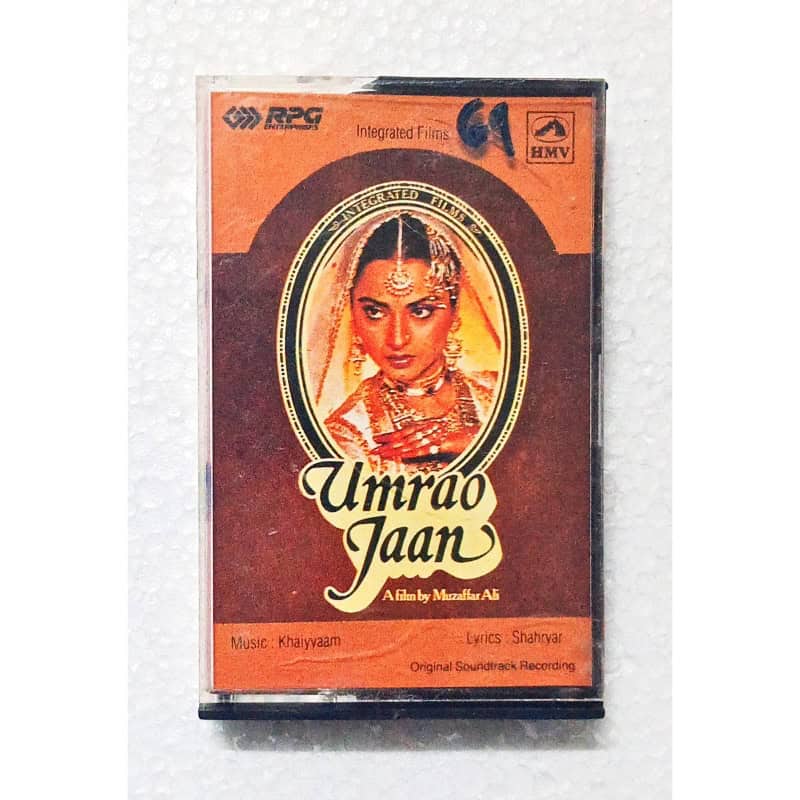 RPG
ENTERPRISES
Integrated Films
69
HMV
INTEGRATED FILMS
Umrao
Jaan
A film by Muzaffar Ali
Music : Khaiyyaam
Lyrics : Shahryar
Original Soundtrack Recording